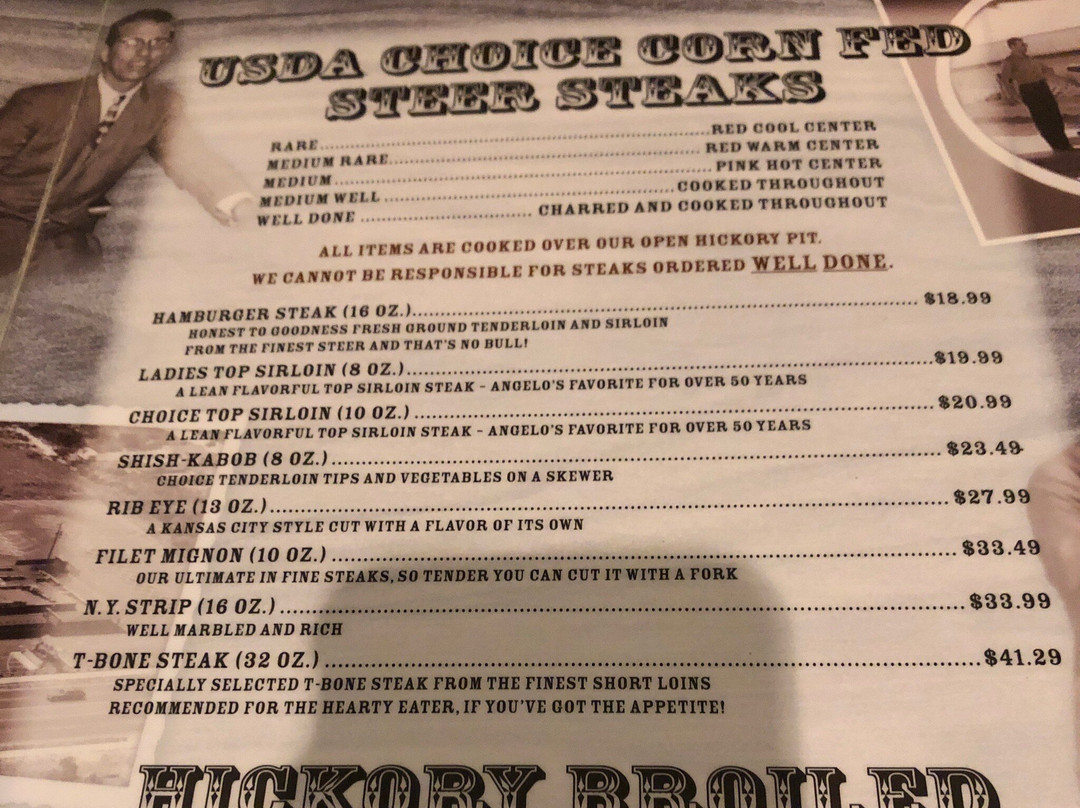 USDA CHOICE CORN FED
STEER STEAKS
RARE..........RED COOL CENTER
MEDIUM RARE..........RED WARM CENTER
MEDIUM..........PINK HOT CENTER
MEDIUM WELL..........COOKED THROUGHOUT
WELL DONE..........CHARRED AND COOKED THROUGHOUT
ALL ITEMS ARE COOKED OVER OUR OPEN HICKORY PIT.
WE CANNOT BE RESPONSIBLE FOR STEAKS ORDERED WELL DONE.
HAMBURGER STEAK (16 OZ.)..........$18.99
HONEST TO GOODNESS FRESH GROUND TENDERLOIN AND SIRLOIN
FROM THE FINEST STEER AND THAT'S NO BULL!
LADIES TOP SIRLOIN (8 OZ.)..........$19.99
A LEAN FLAVORFUL TOP SIRLOIN STEAK - ANGELO'S FAVORITE FOR OVER 50 YEARS
CHOICE TOP SIRLOIN (10 OZ.)..........$20.99
A LEAN FLAVORFUL TOP SIRLOIN STEAK - ANGELO'S FAVORITE FOR OVER 50 YEARS
SHISH-KABOB (8 OZ.)..........$23.49
CHOICE TENDERLOIN TIPS AND VEGETABLES ON A SKEWER
RIB EYE (13 OZ.)..........$27.99
A KANSAS CITY STYLE CUT WITH A FLAVOR OF ITS OWN
FILET MIGNON (10 OZ.)..........$33.49
OUR ULTIMATE IN FINE STEAKS, SO TENDER YOU CAN CUT IT WITH A FORK
N.Y. STRIP (16 OZ.)..........$33.99
WELL MARBLED AND RICH
T-BONE STEAK (32 OZ.)..........$41.29
SPECIALLY SELECTED T-BONE STEAK FROM THE FINEST SHORT LOINS
RECOMMENDED FOR THE HEARTY EATER, IF YOU'VE GOT THE APPETITE!
HICKORY BROILED